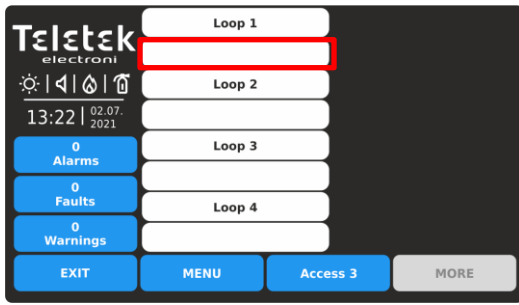 Teletek
electroni
13:22 | 02.07.
2021
0
Alarms
0
Faults
0
Warnings
Loop 1
Loop 2
Loop 3
Loop 4
EXIT
MENU
Access 3
MORE